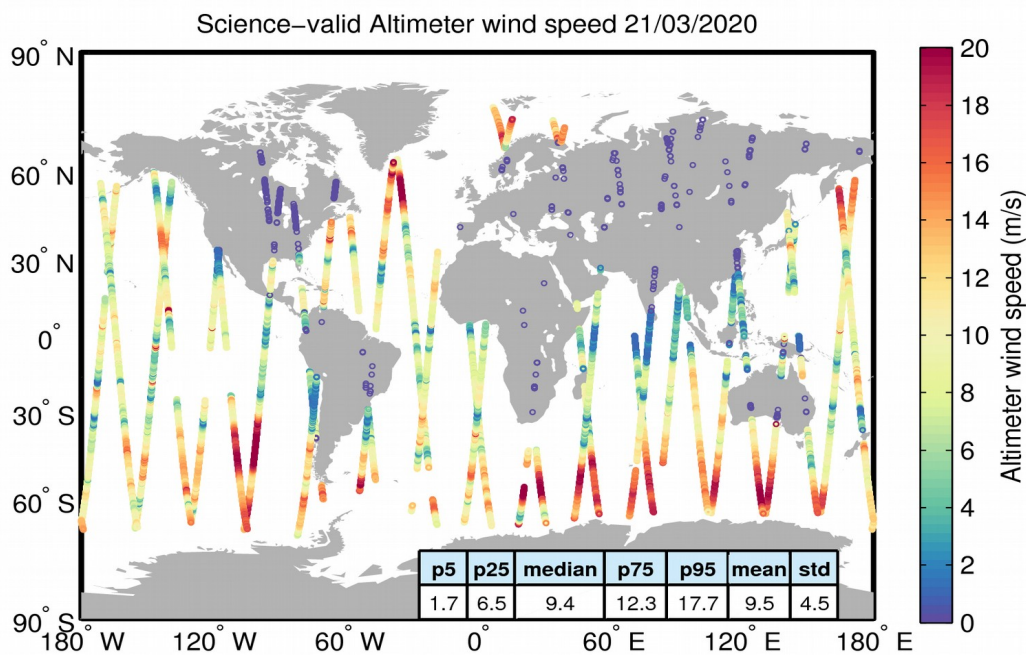 Science−valid Altimeter wind speed 21/03/2020
90° N
60° N
30° N
0°
30° S
60° S
90° S
180° W
120° W
60° W
0°
60° E
120° E
180° E
20
18
16
14
12
10
8
6
4
2
0
Altimeter wind speed (m/s)
p5 p25 median p75 p95 mean std
1.7 6.5 9.4 12.3 17.7 9.5 4.5